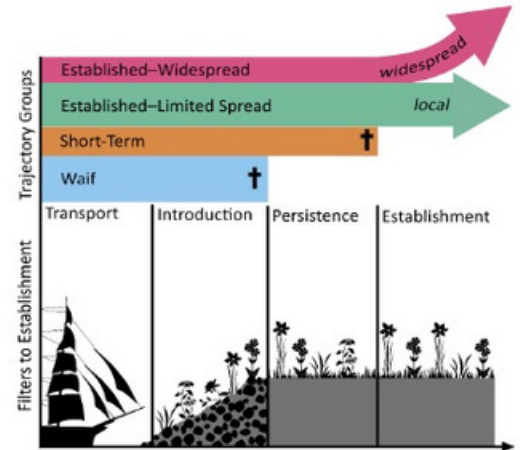 Trajectory Groups
Established–Widespread
widespread
Established–Limited Spread
local
Short-Term
Waif
Filters to Establishment
Transport
Introduction
Persistence
Establishment